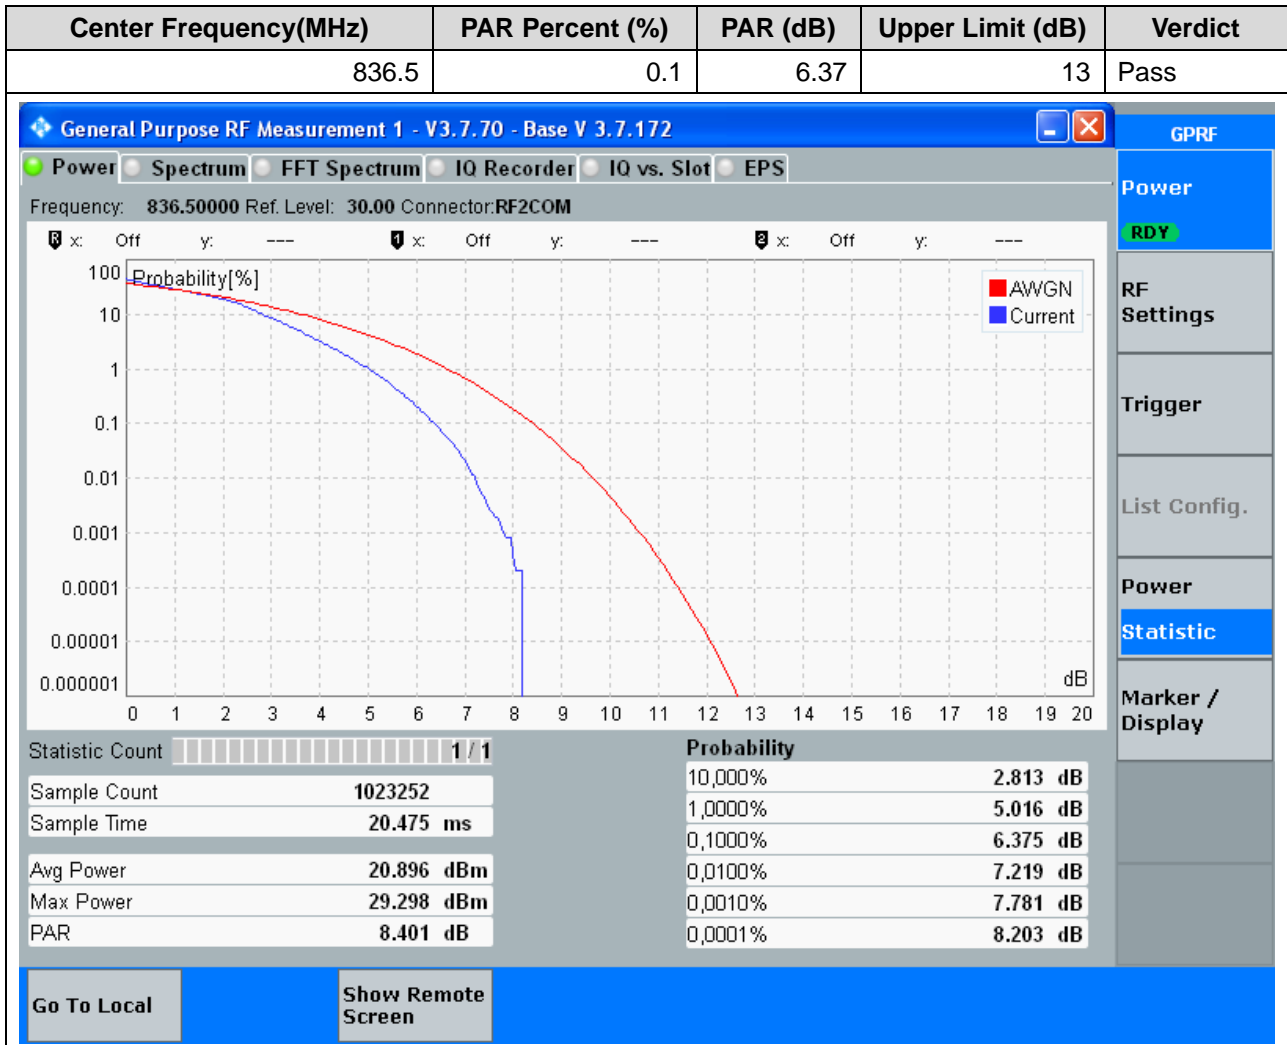 Center Frequency(MHz) PAR Percent (%) PAR (dB) Upper Limit (dB) Verdict
836.5 0.1 6.37 13 Pass
General Purpose RF Measurement 1 - V3.7.70 - Base V 3.7.172
GPRF
Power Spectrum FFT Spectrum IQ Recorder IQ vs. Slot EPS
Power
RDY
Frequency: 836.50000 Ref. Level: 30.00 Connector:RF2COM
R x: Off y: --- 1 x: Off y: --- 2 x: Off y: ---
Probability[%]
AWGN
Current
100
10
1
0.1
0.01
0.001
0.0001
0.00001
0.000001
dB
0 1 2 3 4 5 6 7 8 9 10 11 12 13 14 15 16 17 18 19 20
RF
Settings
Trigger
List Config.
Power
Statistic
Marker /
Display
Statistic Count 1 / 1
Sample Count 1023252
Sample Time 20.475 ms
Avg Power 20.896 dBm
Max Power 29.298 dBm
PAR 8.401 dB
Probability
10,000% 2.813 dB
1,0000% 5.016 dB
0,1000% 6.375 dB
0,0100% 7.219 dB
0,0010% 7.781 dB
0,0001% 8.203 dB
Go To Local
Show Remote
Screen